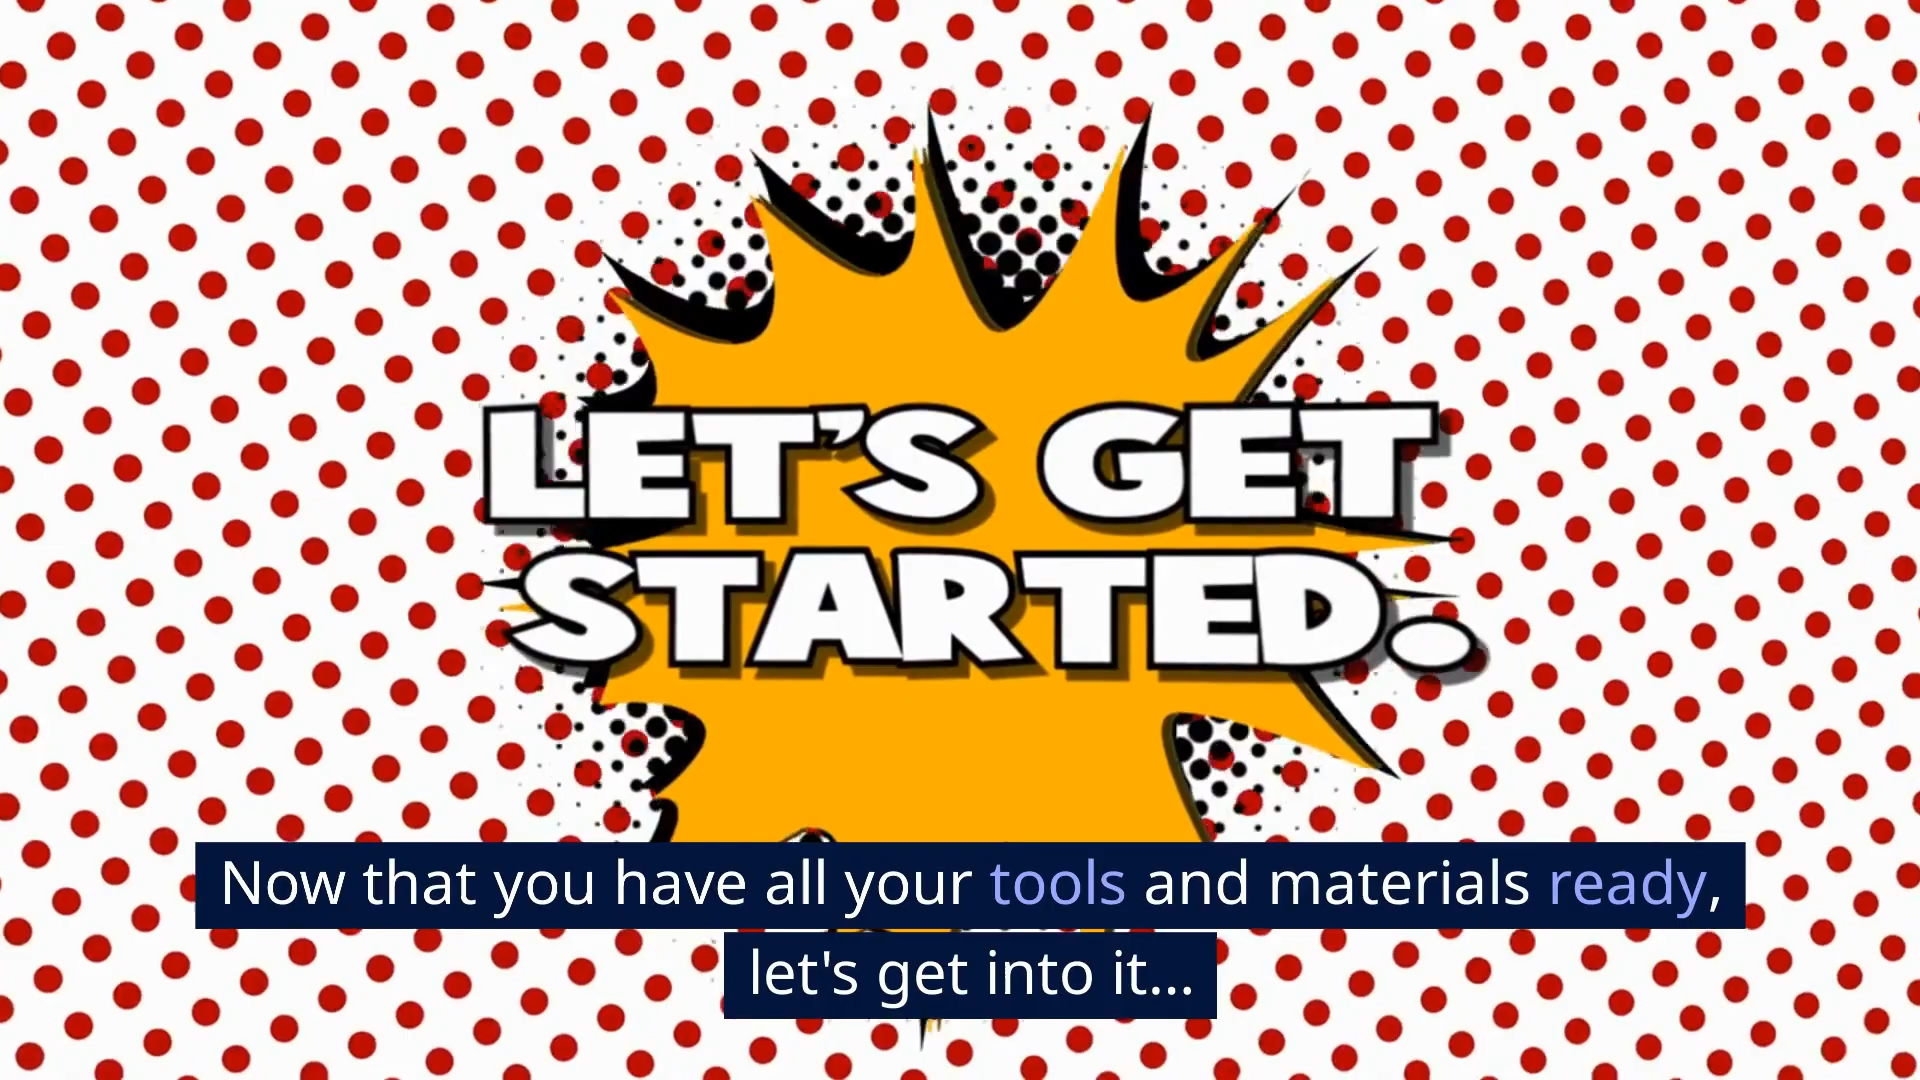 LET’S GET
STARTED.
Now that you have all your tools and materials ready,
let's get into it...